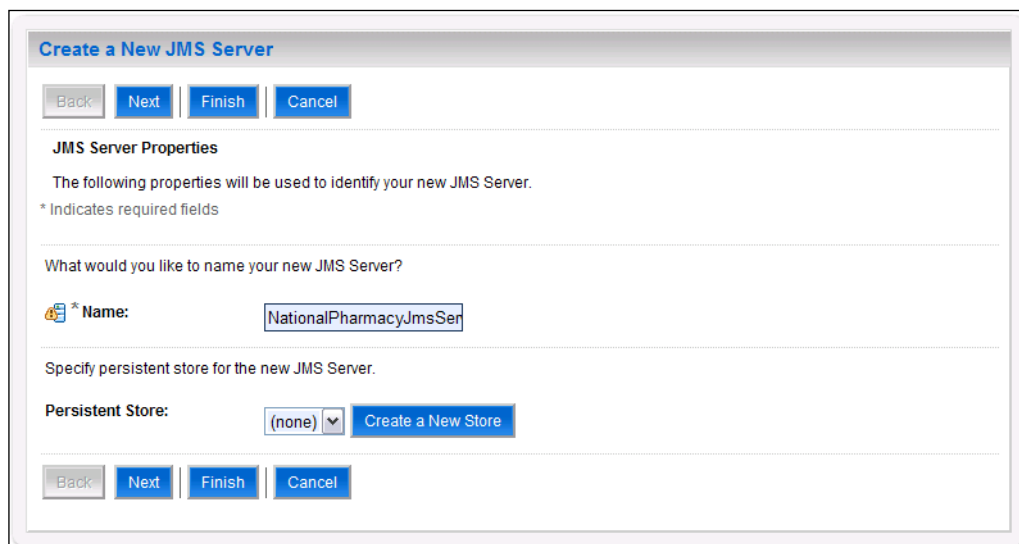 Create a New JMS Server
Back Next Finish Cancel
JMS Server Properties
The following properties will be used to identify your new JMS Server.
* Indicates required fields
What would you like to name your new JMS Server?
* Name: NationalPharmacyJmsSer
Specify persistent store for the new JMS Server.
Persistent Store: (none) Create a New Store
Back Next Finish Cancel